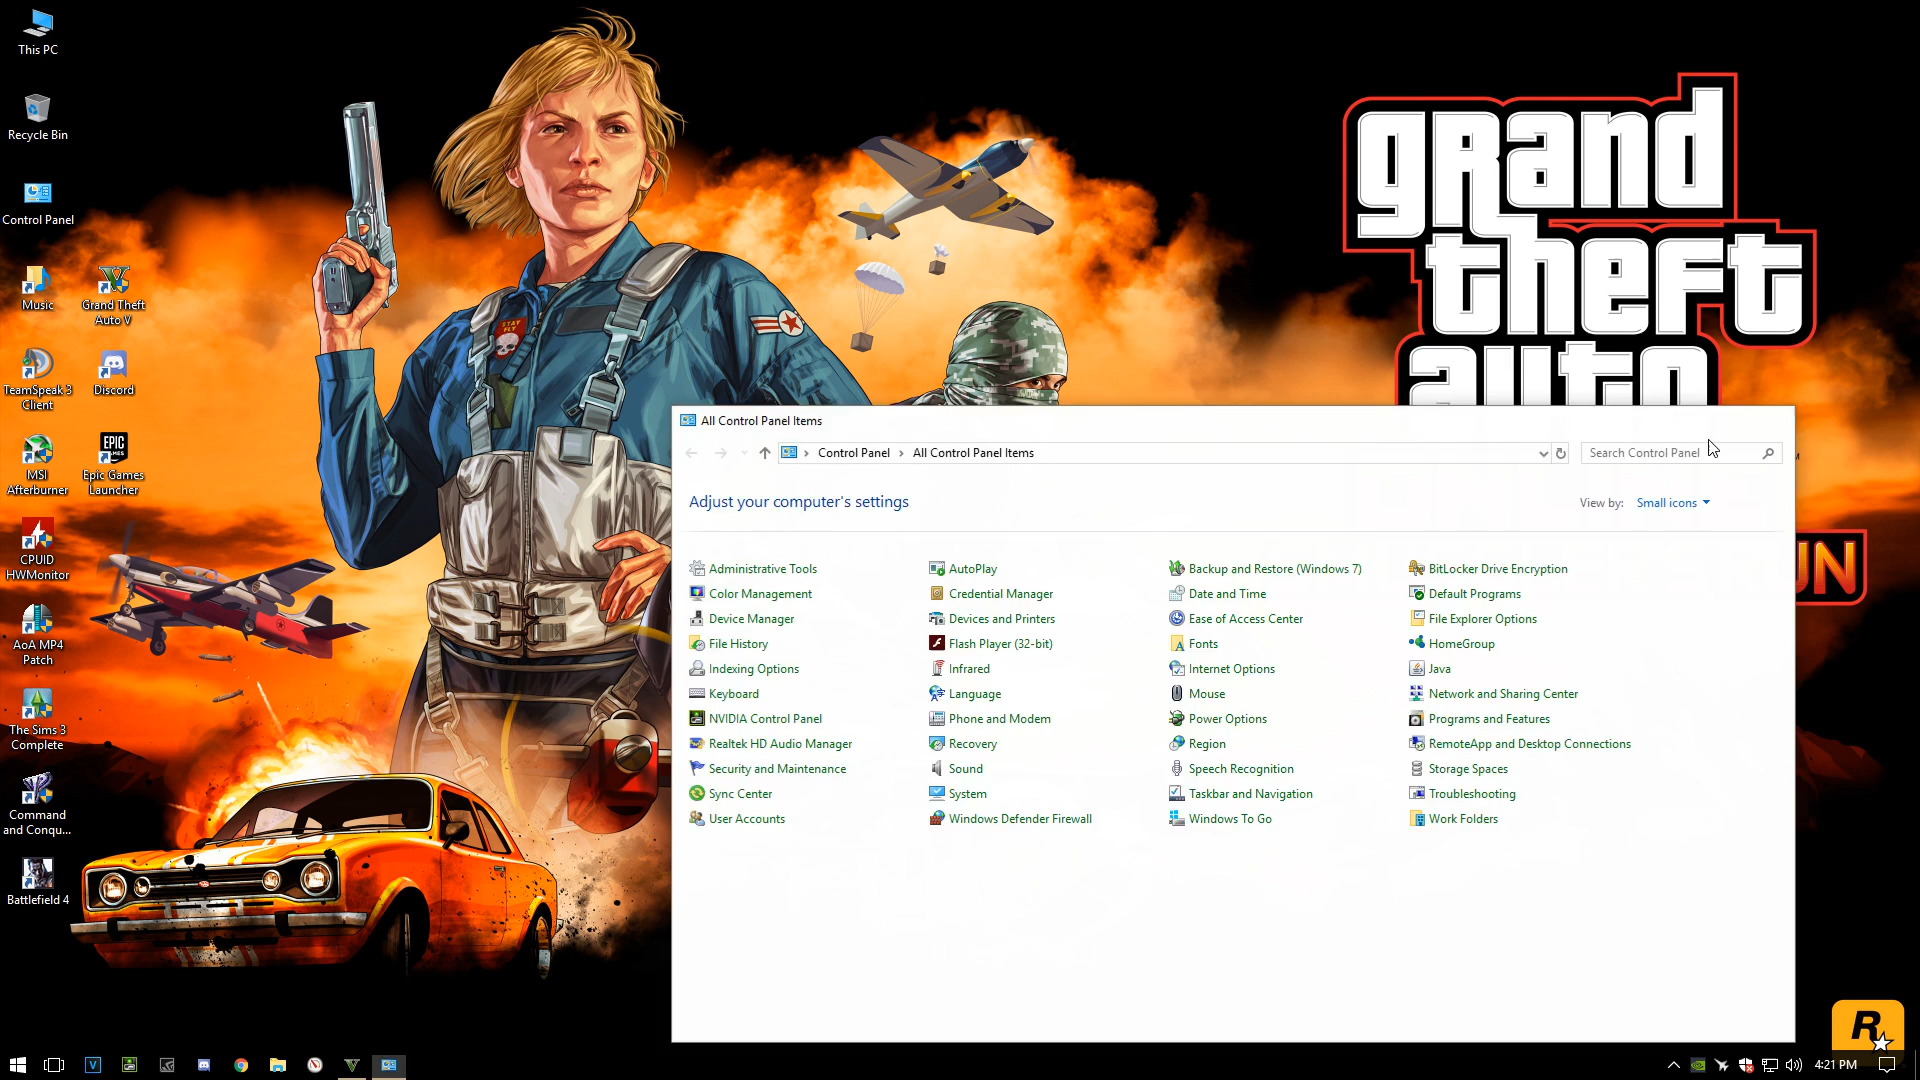 This PC
Recycle Bin
Control Panel
Music
Grand Theft
Auto V
TeamSpeak 3
Client
Discord
MSI
Afterburner
EPIC
GAMES
Epic Games
Launcher
CPUID
HWMonitor
AoA MP4
Patch
The Sims 3
Complete
Command
and Conqu...
Battlefield 4
STAY
FLY
grand
theft
auto
UN
All Control Panel Items
Control Panel
All Control Panel Items
Search Control Panel
Adjust your computer's settings
View by:
Small icons
Administrative Tools
AutoPlay
Backup and Restore (Windows 7)
BitLocker Drive Encryption
Color Management
Credential Manager
Date and Time
Default Programs
Device Manager
Devices and Printers
Ease of Access Center
File Explorer Options
File History
Flash Player (32-bit)
Fonts
HomeGroup
Indexing Options
Infrared
Internet Options
Java
Keyboard
Language
Mouse
Network and Sharing Center
NVIDIA Control Panel
Phone and Modem
Power Options
Programs and Features
Realtek HD Audio Manager
Recovery
Region
RemoteApp and Desktop Connections
Security and Maintenance
Sound
Speech Recognition
Storage Spaces
Sync Center
System
Taskbar and Navigation
Troubleshooting
User Accounts
Windows Defender Firewall
Windows To Go
Work Folders
R
V
4:21 PM